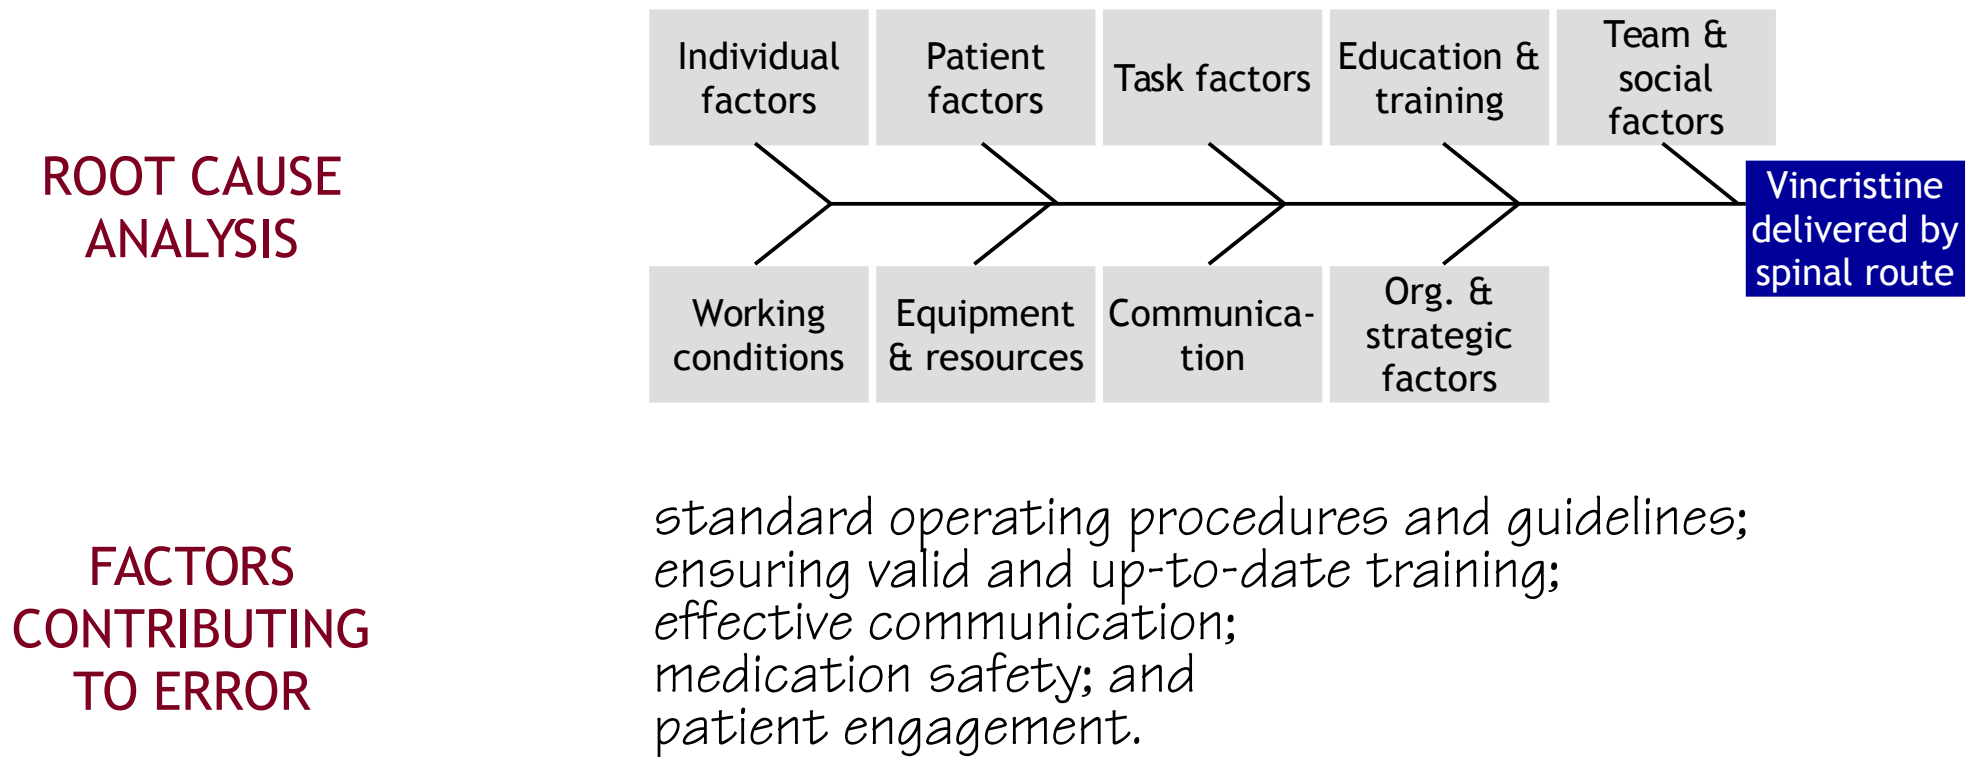 ROOT CAUSE
ANALYSIS
Individual
factors
Patient
factors
Task factors
Education &
training
Team &
social
factors
Vincristine
delivered by
spinal route
Working
conditions
Equipment
& resources
Communica-
tion
Org. &
strategic
factors
FACTORS
CONTRIBUTING
TO ERROR
standard operating procedures and guidelines;
ensuring valid and up-to-date training;
effective communication;
medication safety; and
patient engagement.